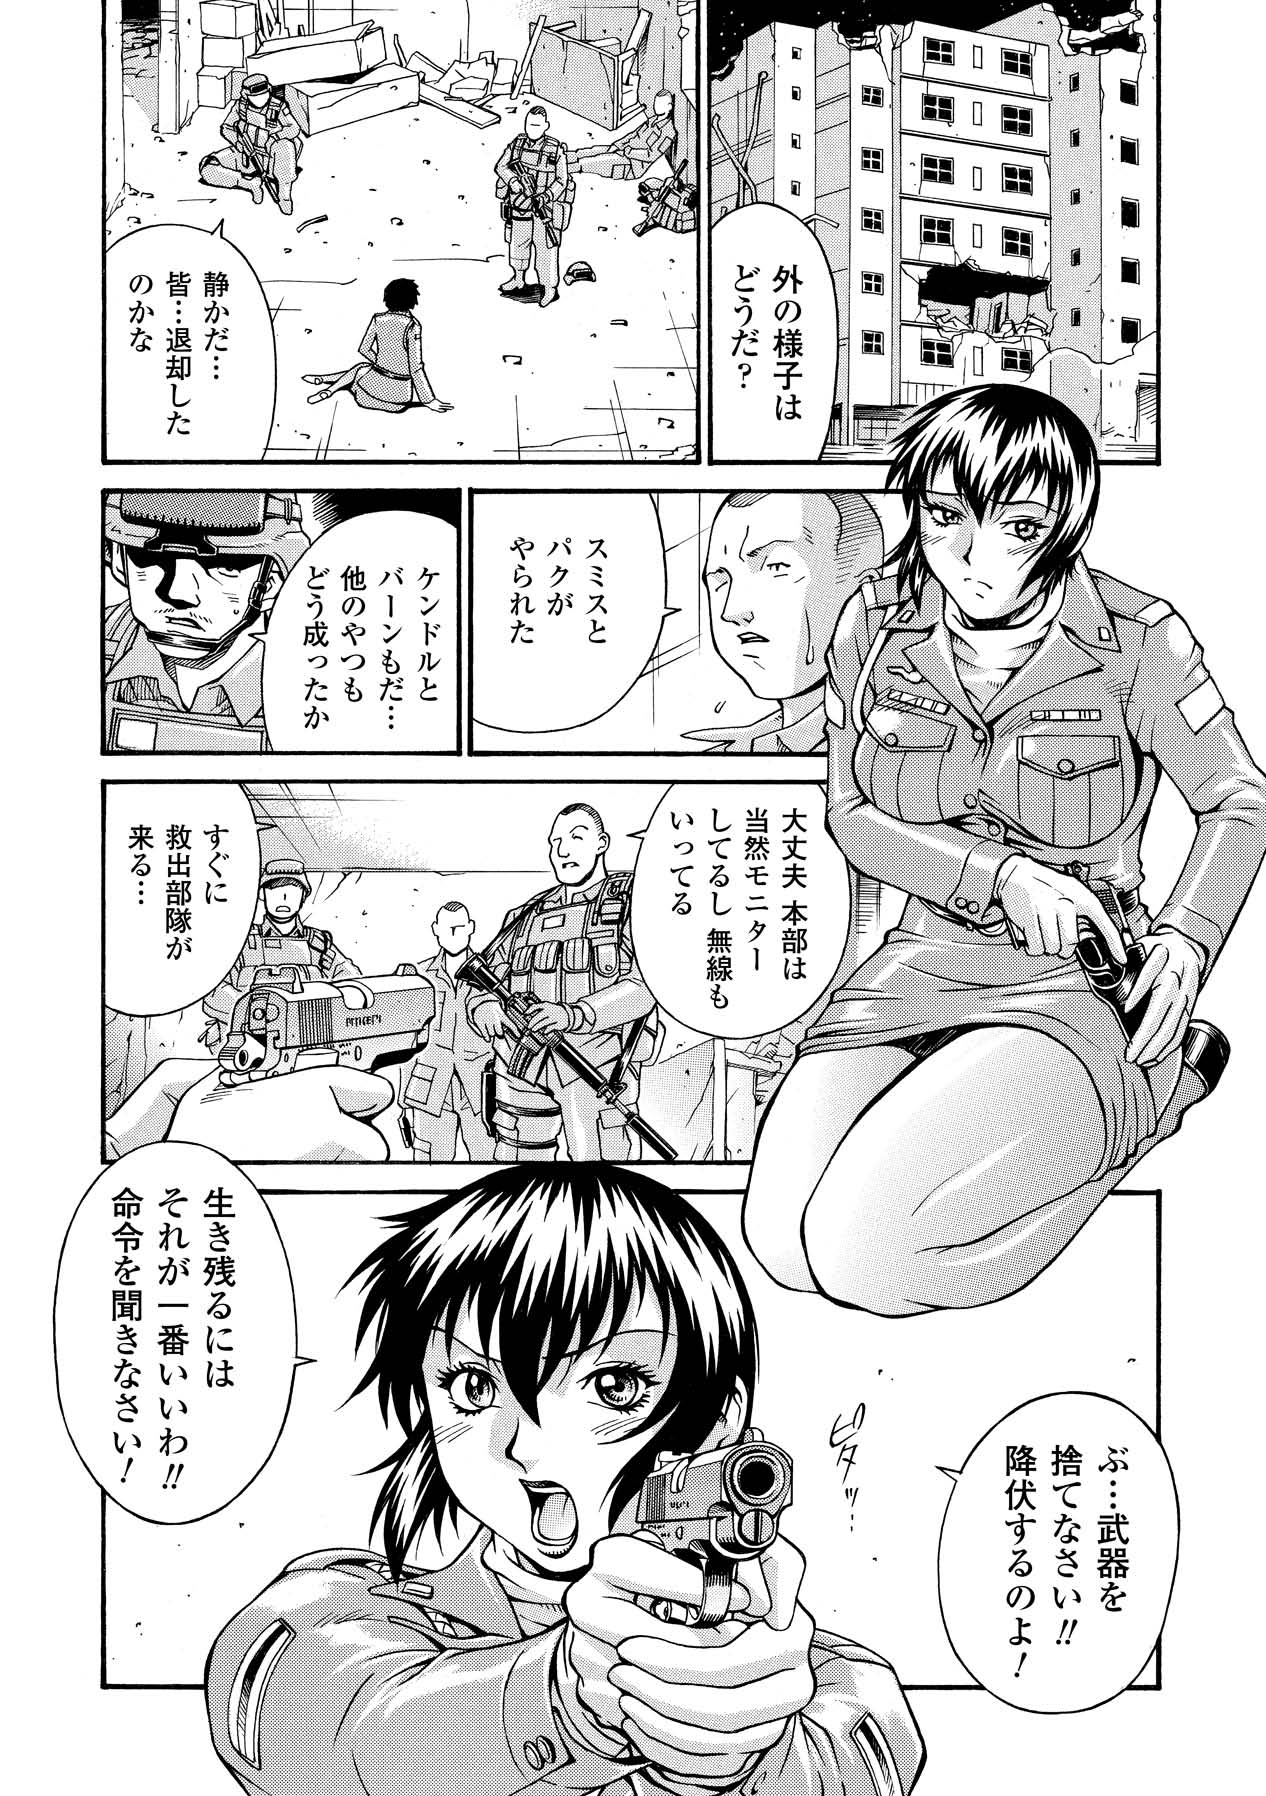 外の様子は
どうだ？
静かだ…
皆…退却した
のかな
スミスと
パクが
やられた
ケンドルと
バーンもだ…
他のやつも
どう成ったか
大丈夫 本部は
当然モニター
してるし 無線も
いってる
すぐに
救出部隊が
来る…
ぶ…武器を
捨てなさい!!
降伏するのよ！
ピタッ
生き残るには
それが一番いいわ!!
命令を聞きなさい！